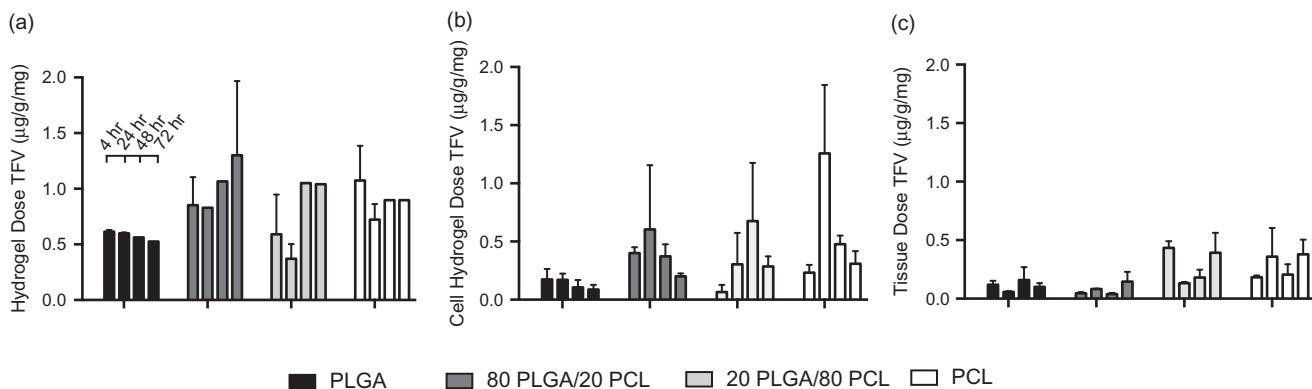 (a)
Hydrogel Dose TFV (µg/g/mg)
2.0
1.5
1.0
0.5
0.0
4 hr
24 hr
48 hr
72 hr
(b)
Cell Hydrogel Dose TFV (µg/g/mg)
2.0
1.5
1.0
0.5
0.0
(c)
Tissue Dose TFV (µg/g/mg)
2.0
1.5
1.0
0.5
0.0
PLGA
80 PLGA/20 PCL
20 PLGA/80 PCL
PCL